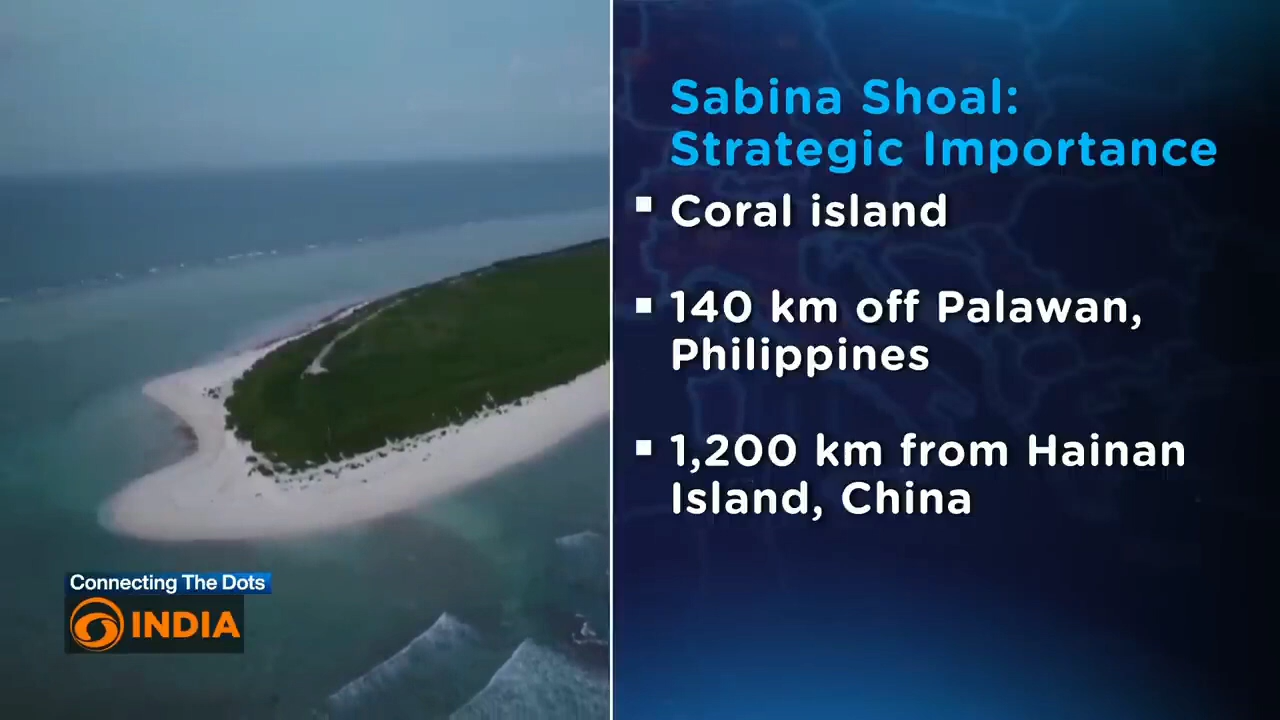 Sabina Shoal:
Strategic Importance
▪ Coral island
▪ 140 km off Palawan,
Philippines
▪ 1,200 km from Hainan
Island, China
Connecting The Dots
INDIA